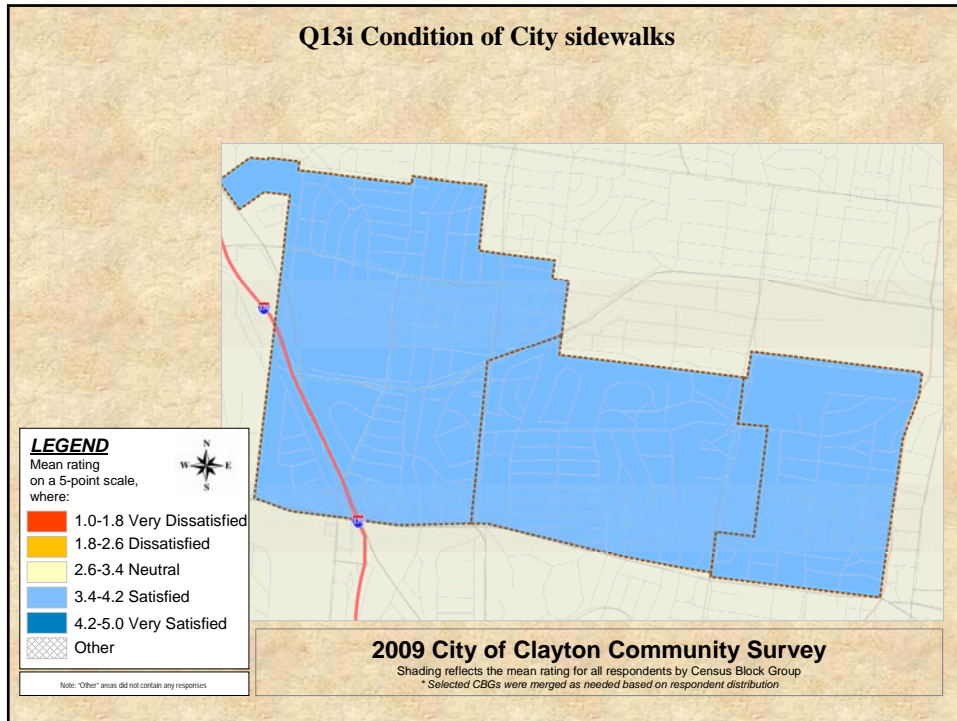 Q13i Condition of City sidewalks
LEGEND
Mean rating
on a 5-point scale,
where:
N
W E
S
1.0-1.8 Very Dissatisfied
1.8-2.6 Dissatisfied
2.6-3.4 Neutral
3.4-4.2 Satisfied
4.2-5.0 Very Satisfied
Other
Note: "Other" areas did not contain any responses
2009 City of Clayton Community Survey
Shading reflects the mean rating for all respondents by Census Block Group
* Selected CBGs were merged as needed based on respondent distribution